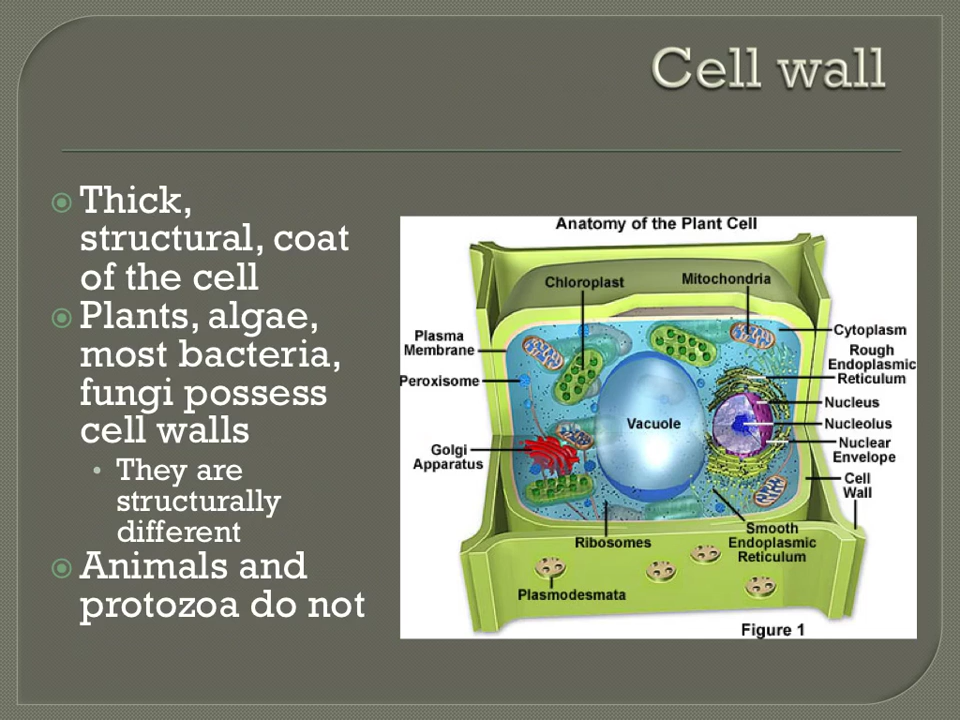 Cell wall
Thick,
structural, coat
of the cell
Plants, algae,
most bacteria,
fungi possess
cell walls
They are
structurally
different
Animals and
protozoa do not
Anatomy of the Plant Cell
Chloroplast
Mitochondria
Plasma
Membrane
Cytoplasm
Rough
Endoplasmic
Reticulum
Peroxisome
Nucleus
Vacuole
Nucleolus
Golgi
Apparatus
Nuclear
Envelope
Cell
Wall
Ribosomes
Smooth
Endoplasmic
Reticulum
Plasmodesmata
Figure 1